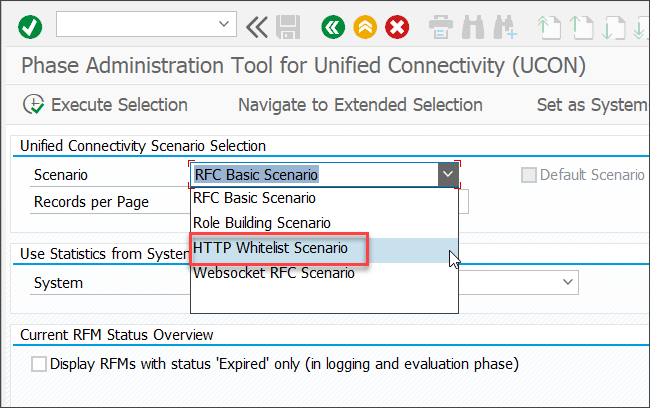 Phase Administration Tool for Unified Connectivity (UCON)
Execute Selection Navigate to Extended Selection Set as System
Unified Connectivity Scenario Selection
Scenario RFC Basic Scenario Default Scenario
Records per Page RFC Basic Scenario
Role Building Scenario
Use Statistics from System HTTP Whitelist Scenario
System Websocket RFC Scenario
Current RFM Status Overview
Display RFMs with status 'Expired' only (in logging and evaluation phase)